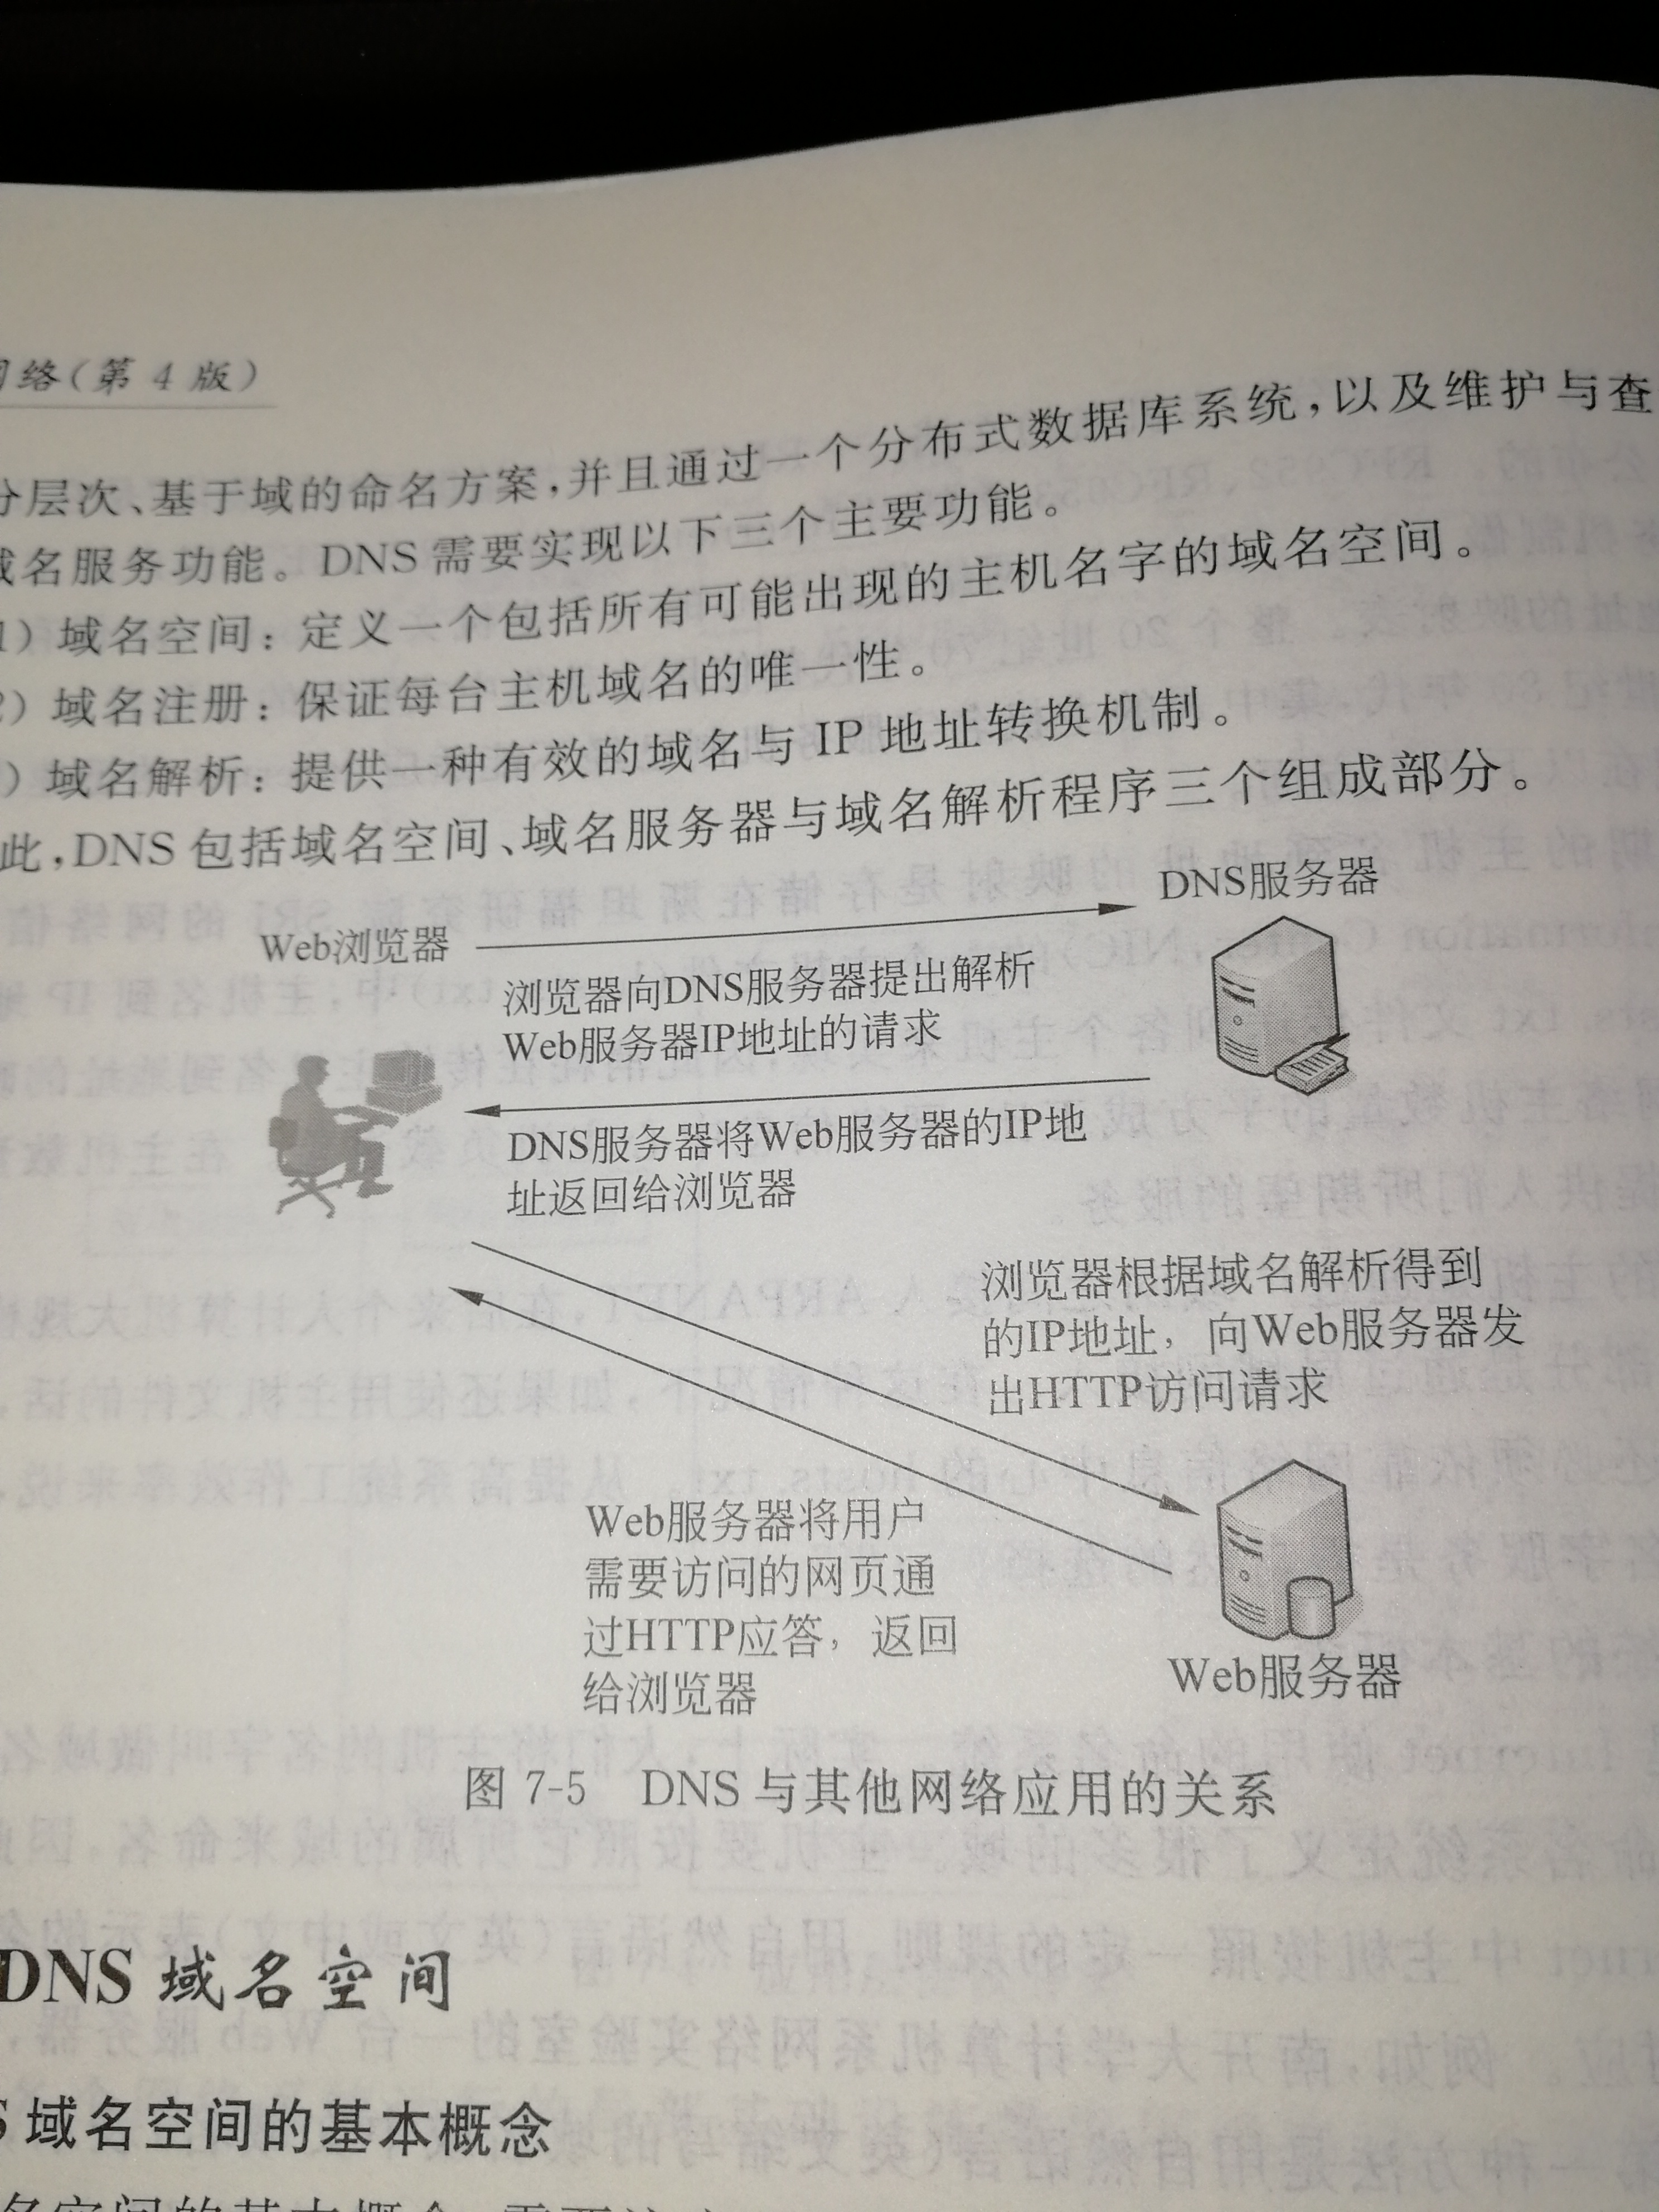 络(第 4 版)
分层次、基于域的命名方案,并且通过一个分布式数据库系统,以及维护与查
域名服务功能。DNS 需要实现以下三个主要功能。
1) 域名空间: 定义一个包括所有可能出现的主机名字的域名空间。
2) 域名注册: 保证每台主机域名的唯一性。
) 域名解析: 提供一种有效的域名与 IP 地址转换机制。
此,DNS 包括域名空间、域名服务器与域名解析程序三个组成部分。
DNS服务器
Web浏览器
浏览器向DNS服务器提出解析
Web服务器IP地址的请求
DNS服务器将Web服务器的IP地
址返回给浏览器
浏览器根据域名解析得到
的IP地址，向Web服务器发
出HTTP访问请求
Web服务器将用户
需要访问的网页通
过HTTP应答，返回
给浏览器
Web服务器
图 7-5 DNS 与其他网络应用的关系
DNS 域名空间
S 域名空间的基本概念